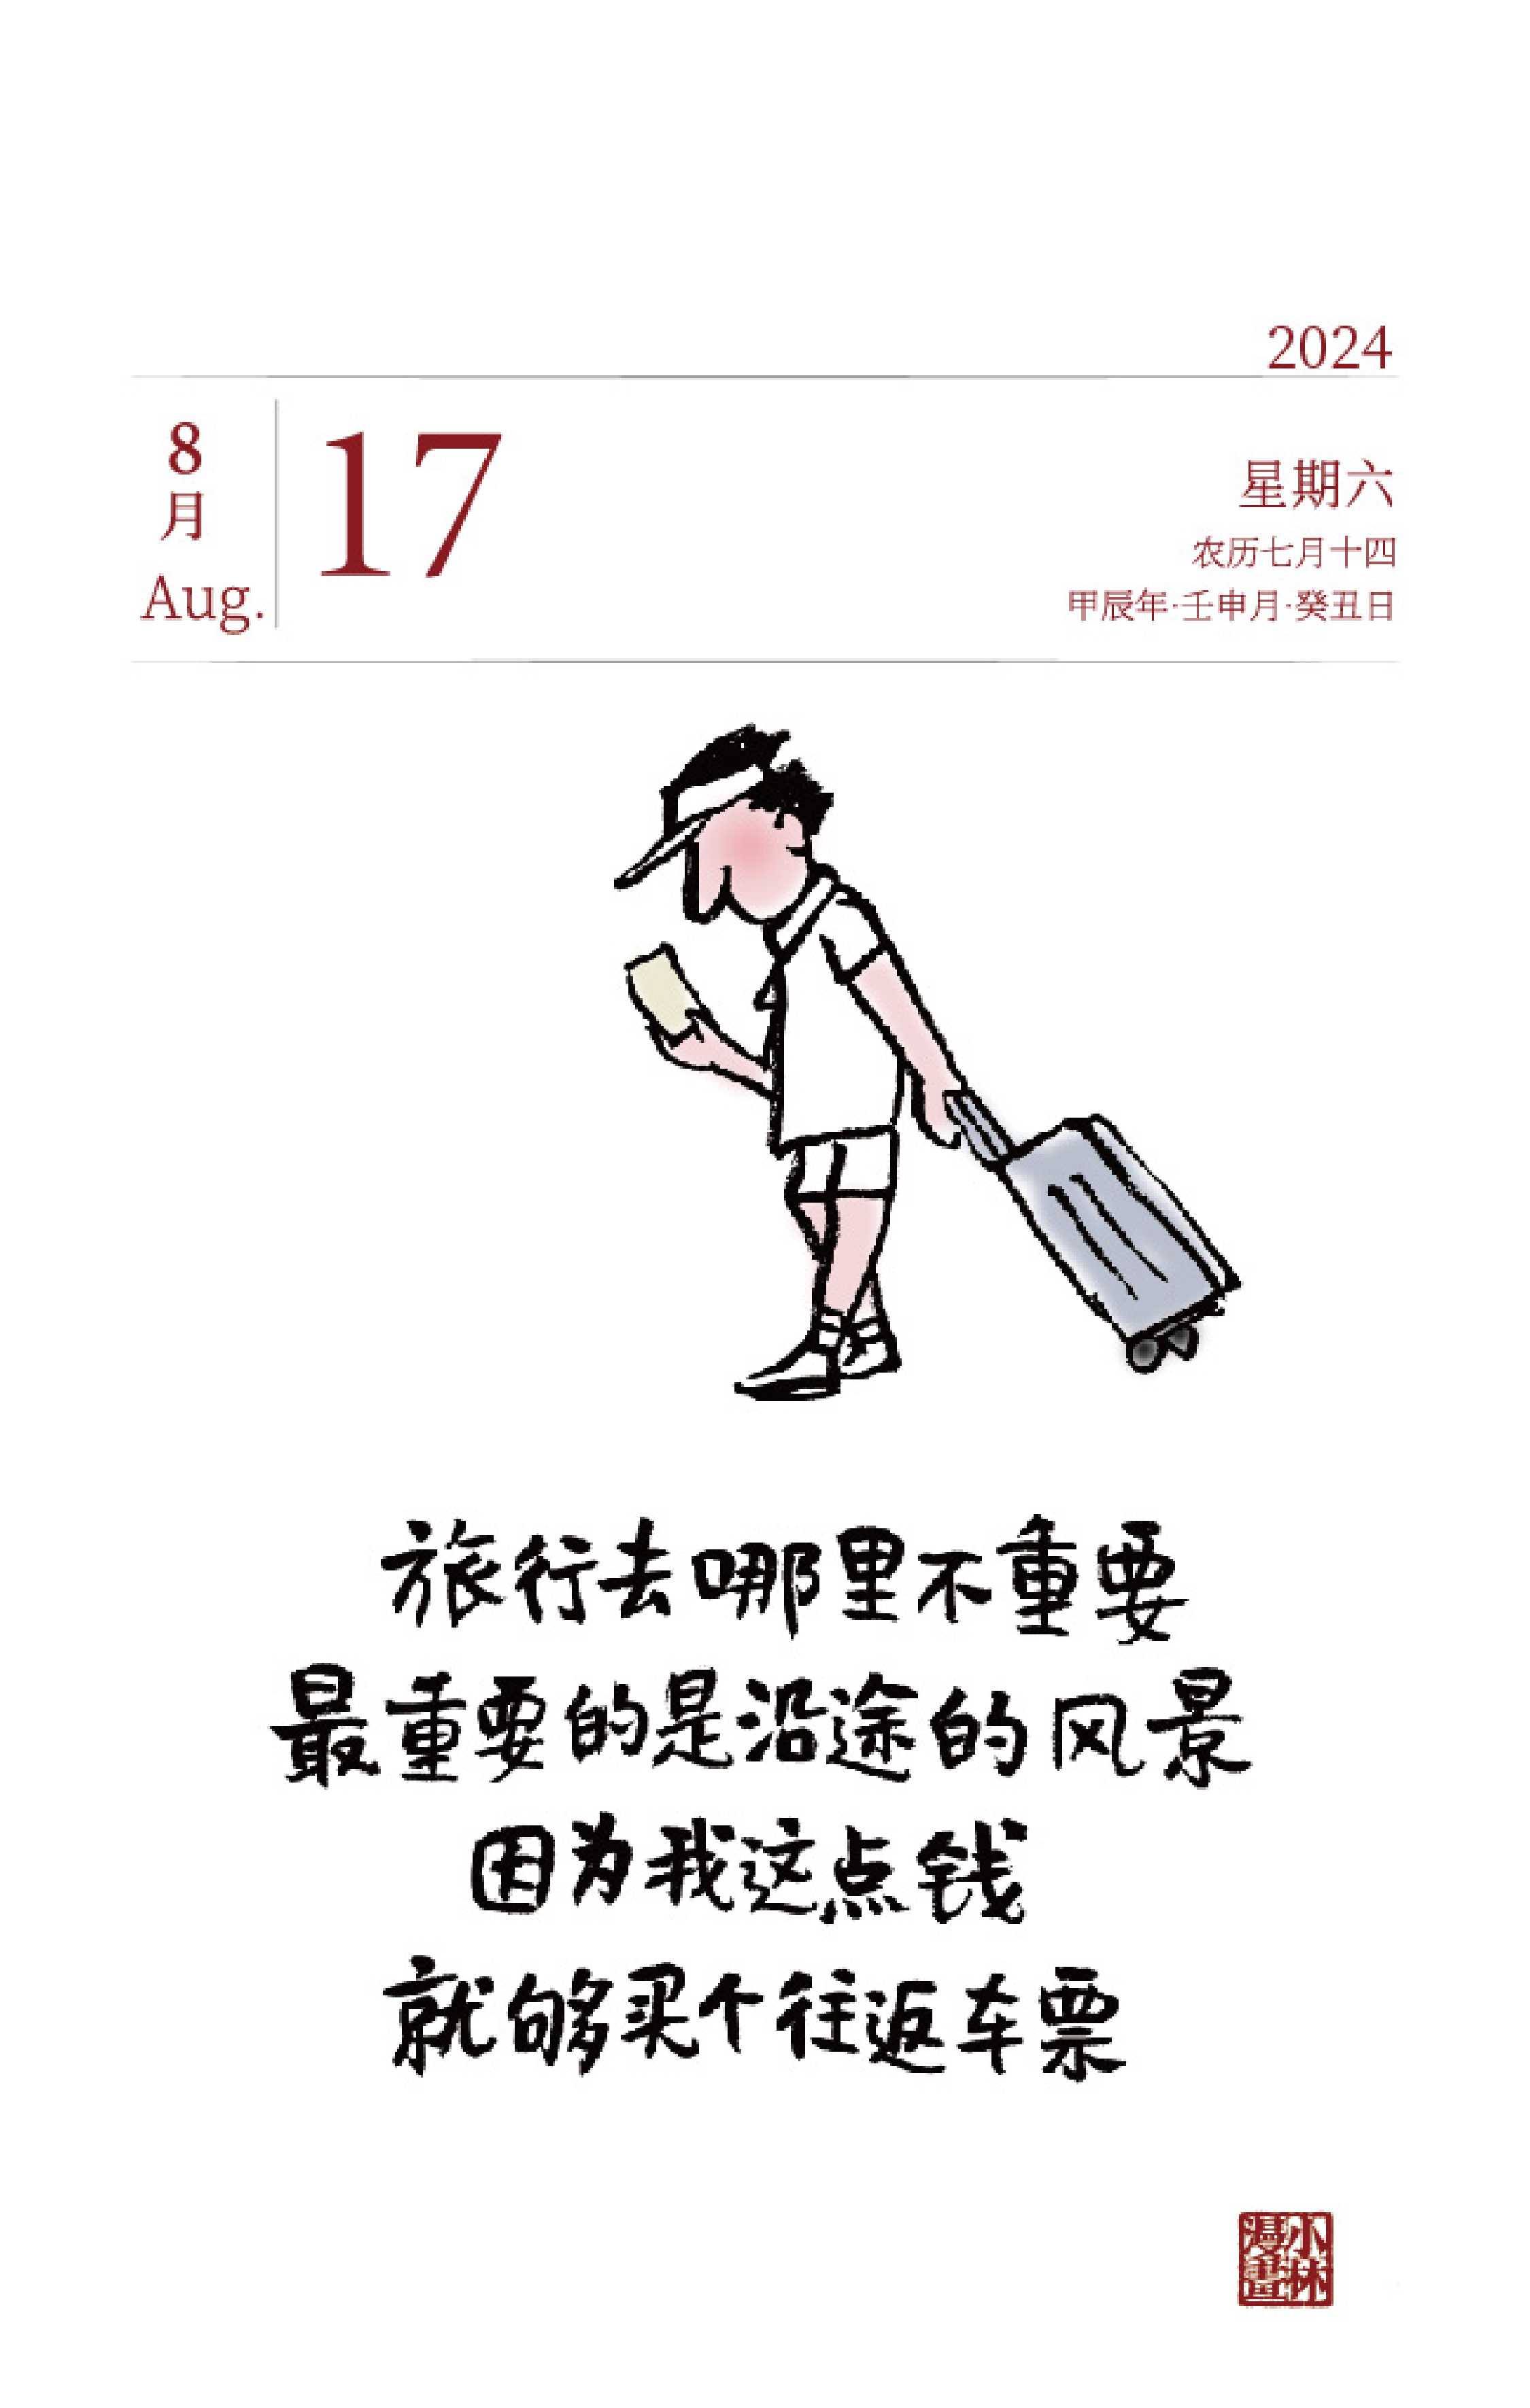 2024
8
月
Aug.
17
星期六
农历七月十四
甲辰年·壬申月·癸丑日
旅行去哪里不重要
最重要的是沿途的风景
因为我这点钱
就够买个往返车票
小林
漫畫